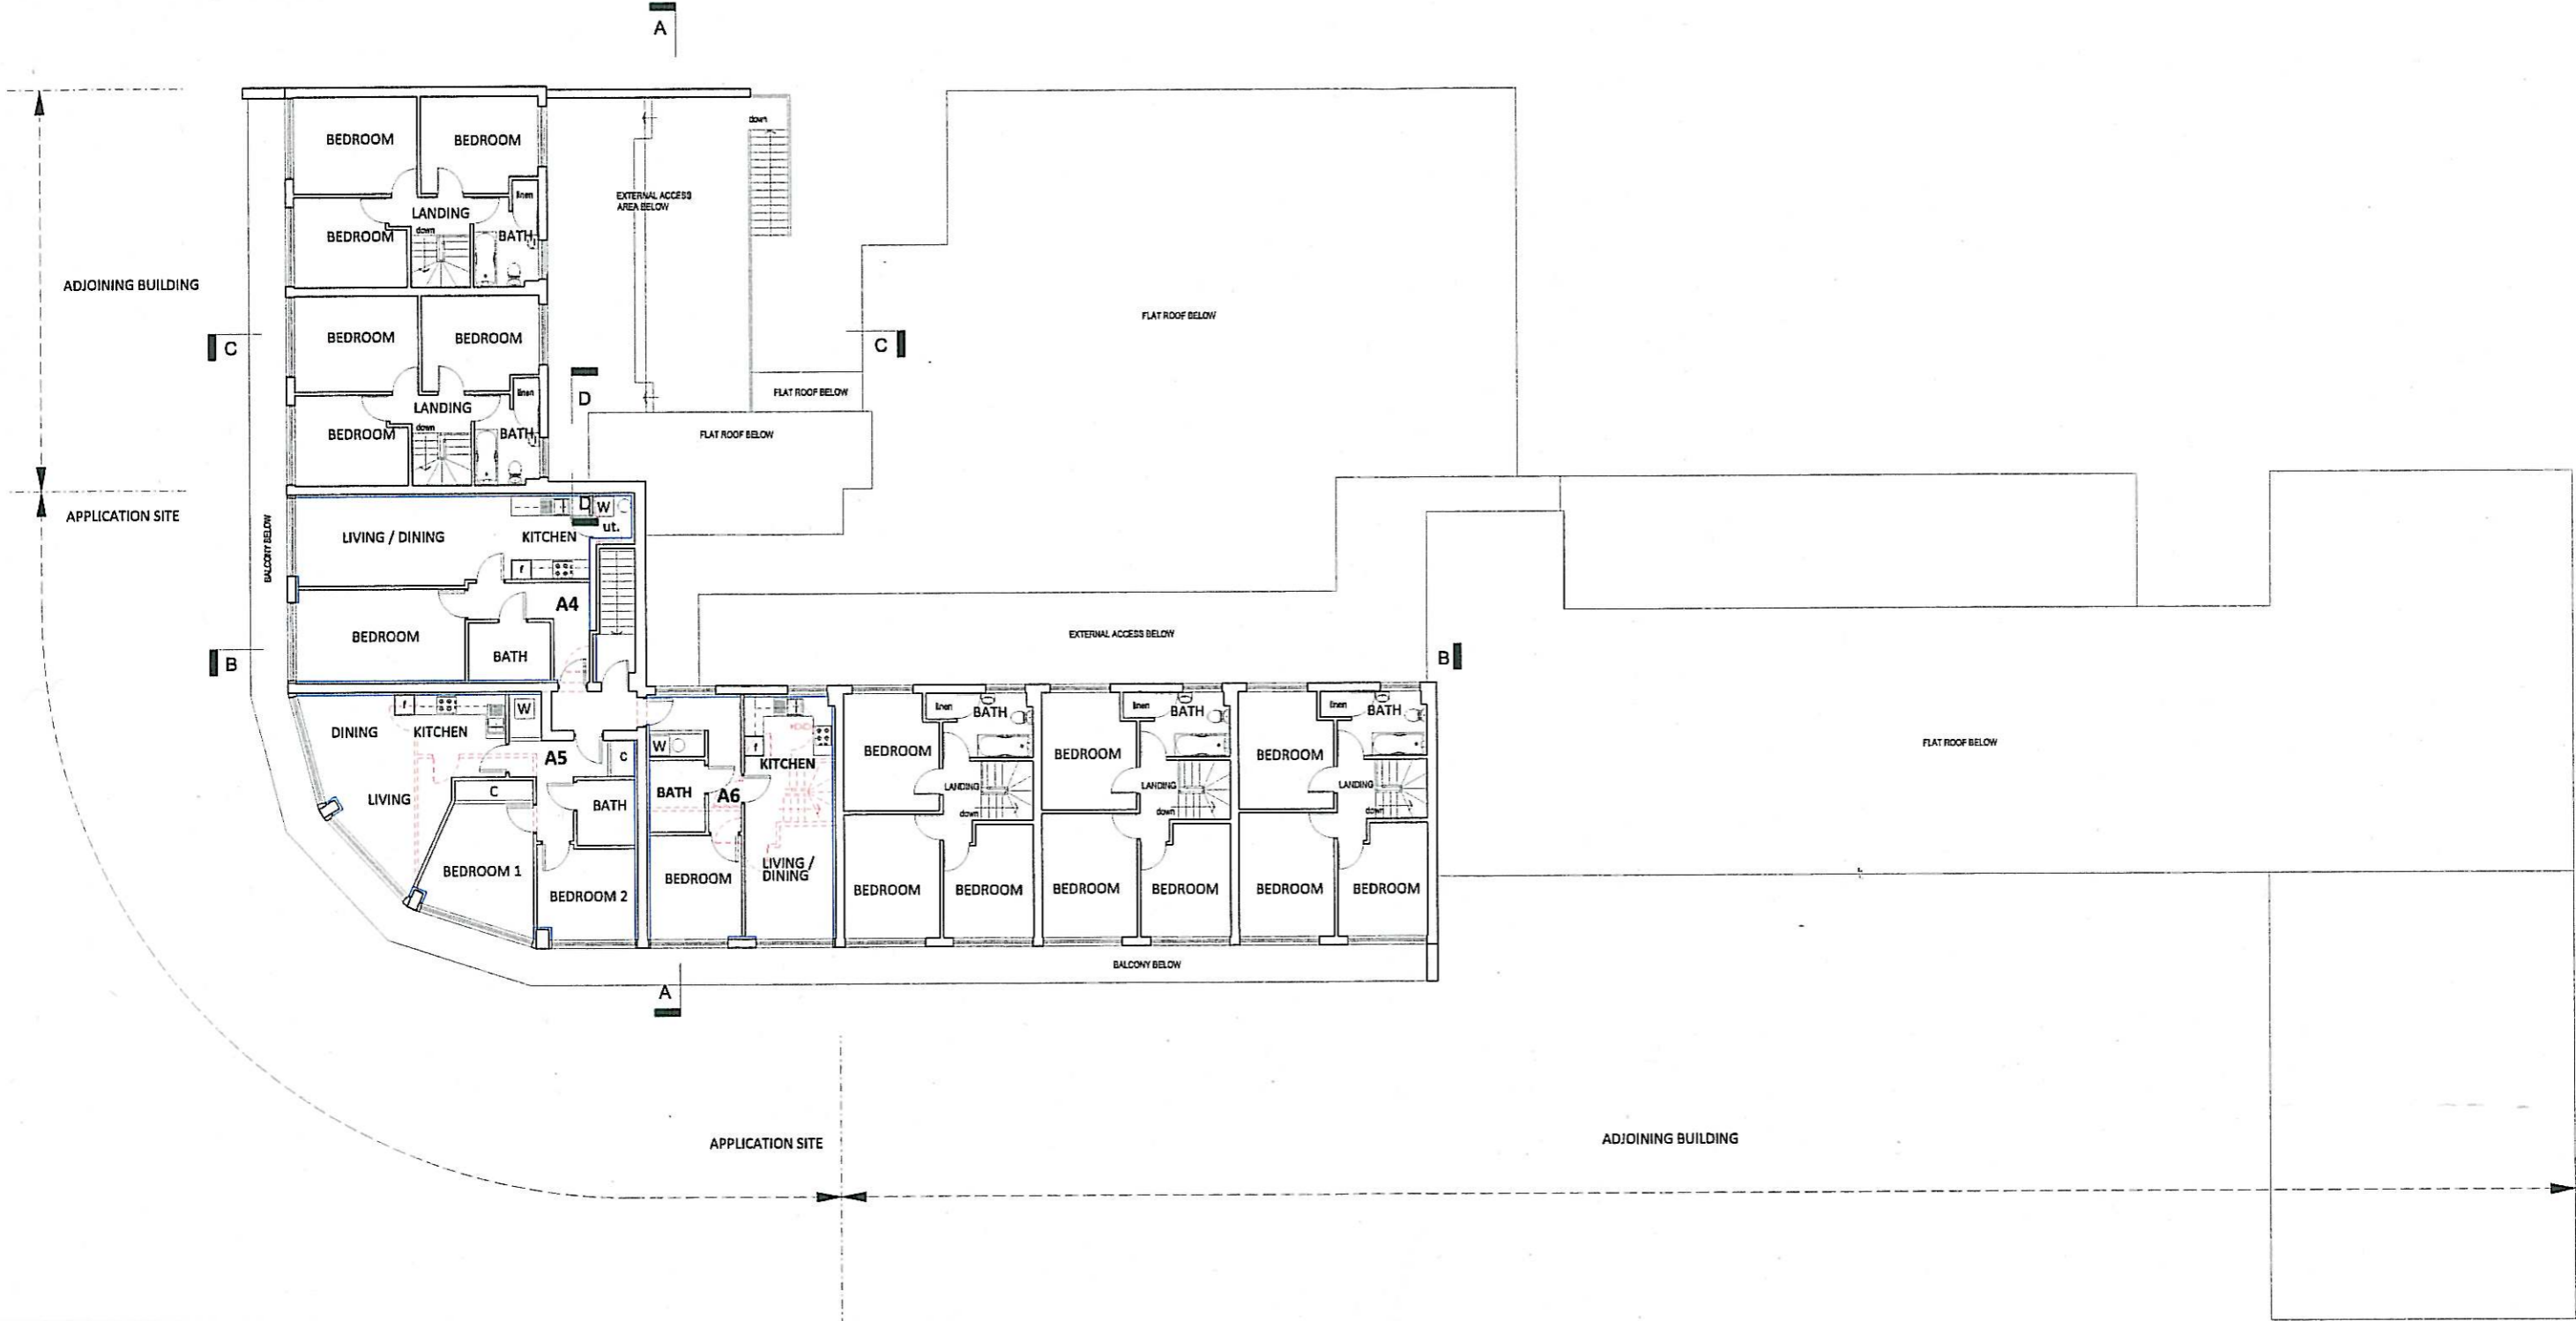 A
BEDROOM
BEDROOM
linen
LANDING
BEDROOM
down
BATH
EXTERNAL ACCESS
AREA BELOW
down
ADJOINING BUILDING
BEDROOM
BEDROOM
linen
LANDING
BEDROOM
down
BATH
C
C
D
FLAT ROOF BELOW
FLAT ROOF BELOW
FLAT ROOF BELOW
APPLICATION SITE
BALCONY BELOW
LIVING / DINING
KITCHEN
D
W
ut.
f
A4
BEDROOM
BATH
B
EXTERNAL ACCESS BELOW
B
DINING
KITCHEN
f
W
A5
C
LIVING
C
BATH
BEDROOM 1
BEDROOM 2
W
f
KITCHEN
BATH
A6
BEDROOM
LIVING /
DINING
BEDROOM
linen
BATH
LANDING
down
BEDROOM
BEDROOM
BEDROOM
linen
BATH
LANDING
down
BEDROOM
BEDROOM
BEDROOM
linen
BATH
LANDING
down
BEDROOM
BEDROOM
FLAT ROOF BELOW
BALCONY BELOW
A
APPLICATION SITE
ADJOINING BUILDING